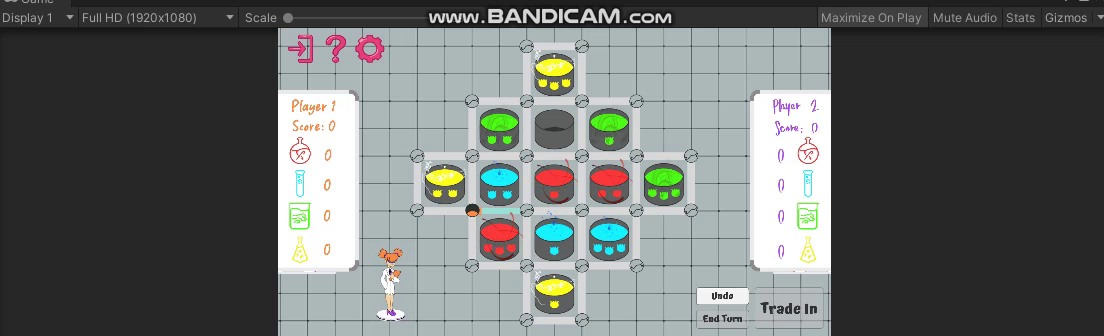 Game
Display 1
Full HD (1920x1080)
Scale
www.BANDICAM.com
Maximize On Play
Mute Audio
Stats
Gizmos
?
Player 1
Score: 0
0
0
0
0
Player 2
Score: 0
0
0
0
0
Undo
End Turn
Trade In